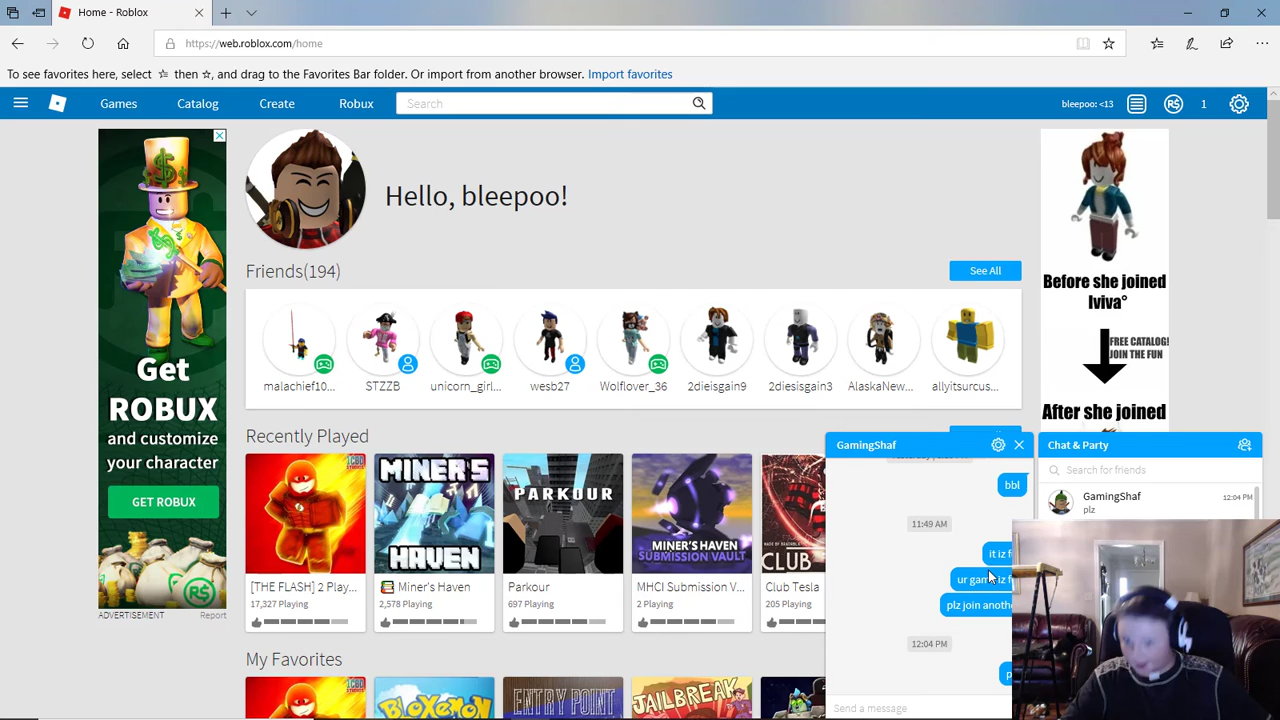 Home - Roblox
https://web.roblox.com/home
To see favorites here, select ☆ then ☆, and drag to the Favorites Bar folder. Or import from another browser. Import favorites
Games
Catalog
Create
Robux
Search
bleepoo: <13
R$
1
Hello, bleepoo!
Friends(194)
See All
malachief10...
STZZB
unicorn_girl...
wesb27
Wolflover_36
2dieisgain9
2diesisgain3
AlaskaNew...
allyitsurcus...
Get
ROBUX
and customize
your character
GET ROBUX
ADVERTISEMENT
Report
Before she joined
Iviva°
FREE CATALOG!
JOIN THE FUN
After she joined
Recently Played
MINER'S
HAVEN
PARKOUR
MINER'S HAVEN
SUBMISSION VAULT
CLUB
[THE FLASH] 2 Play...
17,327 Playing
Miner's Haven
2,578 Playing
Parkour
697 Playing
MHCI Submission V...
2 Playing
Club Tesla
205 Playing
My Favorites
BLOXEMON
ENTRY POINT
JAILBREAK
GamingShaf
bbl
11:49 AM
it iz f
ur gam iz f
plz join anoth
12:04 PM
p
Send a message
Chat & Party
Search for friends
GamingShaf
12:04 PM
plz